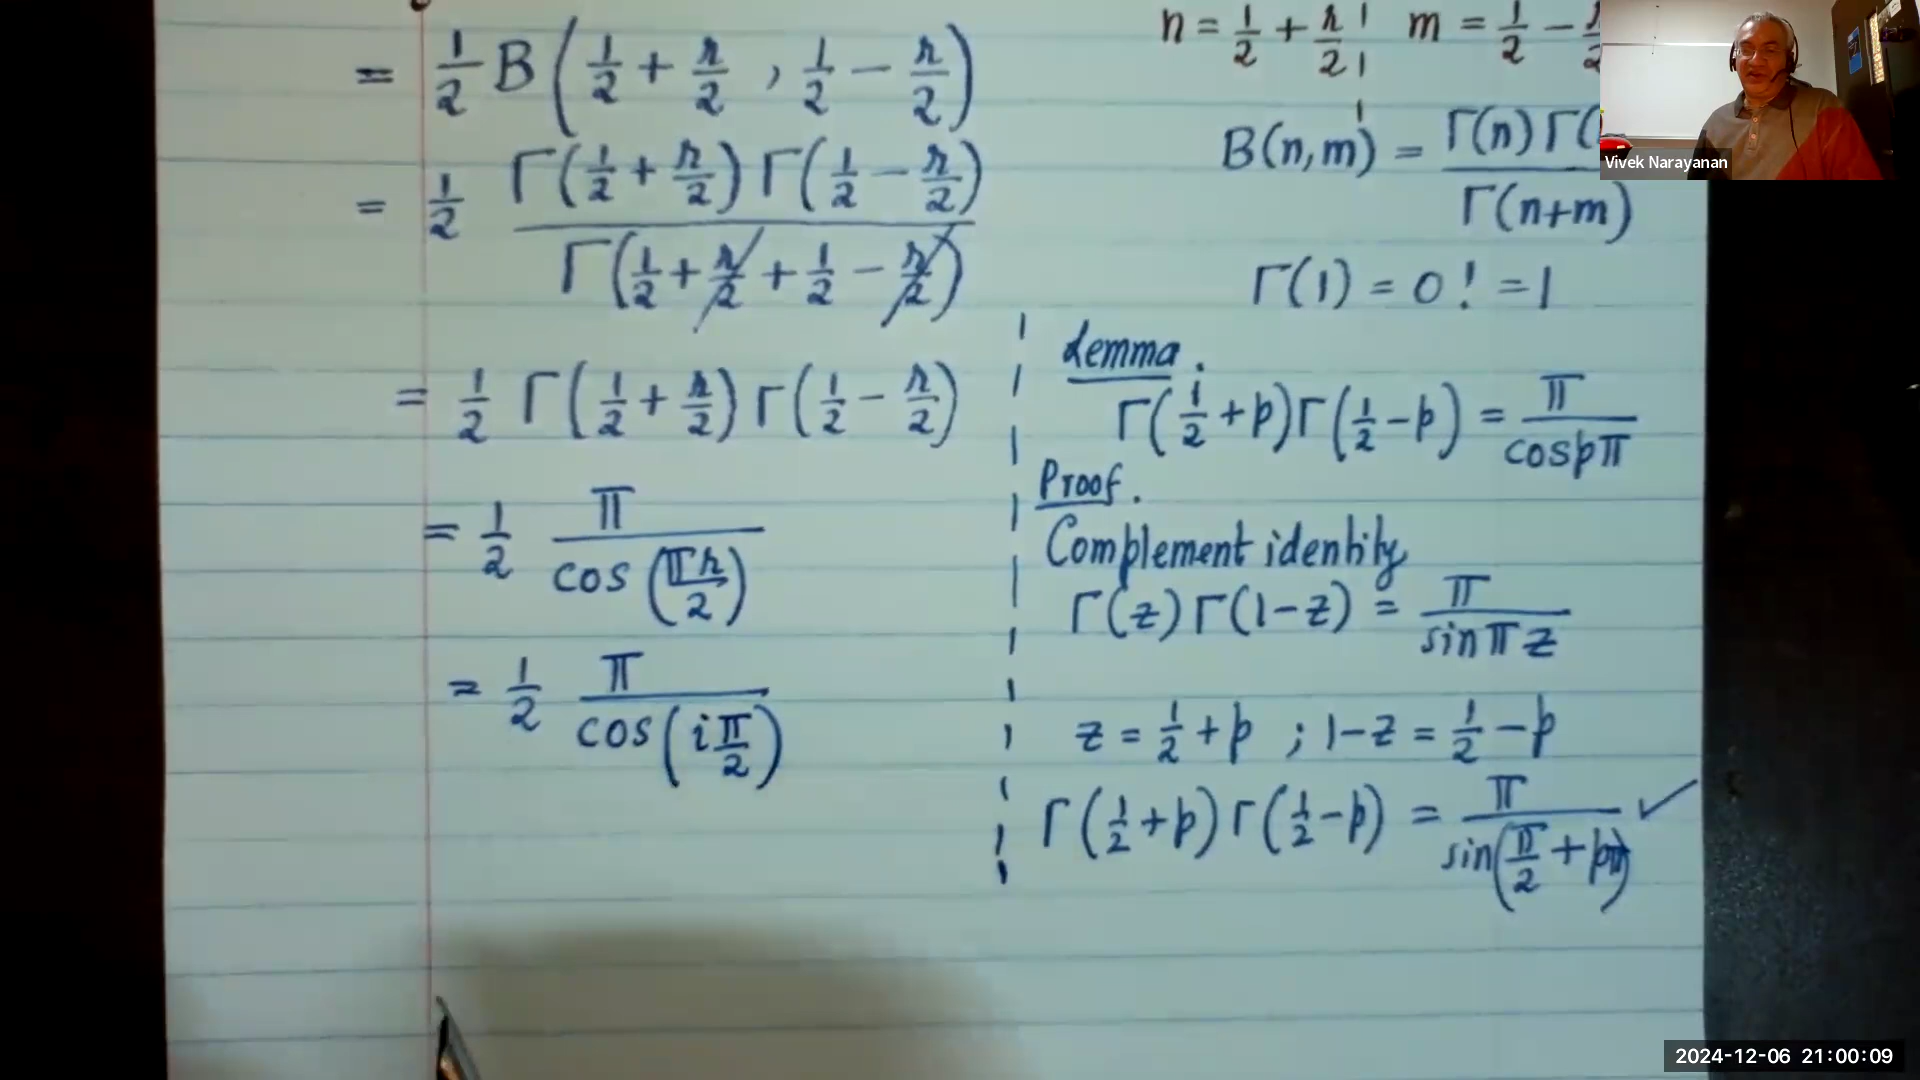 = 1/2 B(1/2 + r/2 , 1/2 − r/2)
= 1/2 Γ(1/2 + r/2) Γ(1/2 − r/2) / Γ(1/2 + r/2 + 1/2 − r/2)
= 1/2 Γ(1/2 + r/2) Γ(1/2 − r/2)
= 1/2 π / cos(πr/2)
= 1/2 π / cos(iπ/2)
n = 1/2 + r/2 m = 1/2 −
B(n,m) = Γ(n) Γ( / Γ(n+m)
Γ(1) = 0! = 1
Lemma.
Γ(1/2 + p) Γ(1/2 − p) = π / cos pπ
Proof.
Complement identity
Γ(z) Γ(1−z) = π / sin πz
z = 1/2 + p ; 1−z = 1/2 − p
Γ(1/2 + p) Γ(1/2 − p) = π / sin(π/2 + pπ) ✓
Vivek Narayanan
2024-12-06 21:00:09